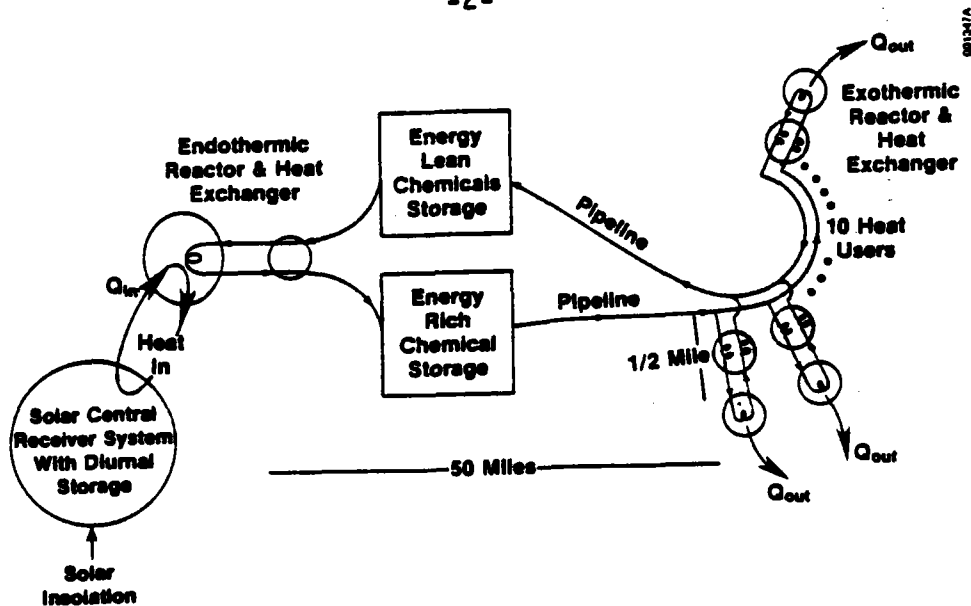 -2-
091247A
Qout
Exothermic
Reactor &
Heat
Exchanger
10 Heat
Users
Endothermic
Reactor & Heat
Exchanger
Energy
Lean
Chemicals
Storage
Pipeline
Energy
Rich
Chemical
Storage
Pipeline
1/2 Mile
Qin
Heat
In
Solar Central
Receiver System
With Diurnal
Storage
50 Miles
Qout
Qout
Solar
Insolation